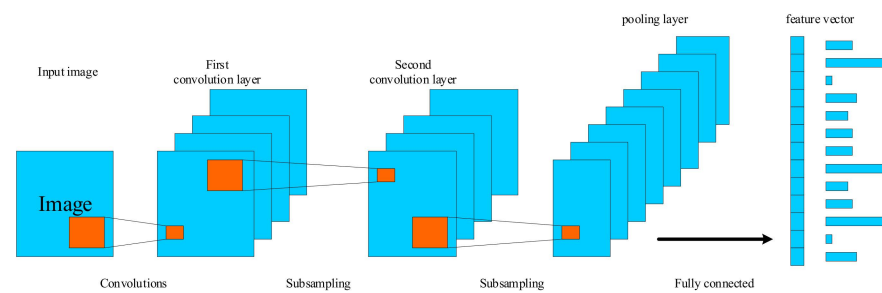 pooling layer
feature vector
Input image
First
convolution layer
Second
convolution layer
Image
Convolutions
Subsampling
Subsampling
Fully connected